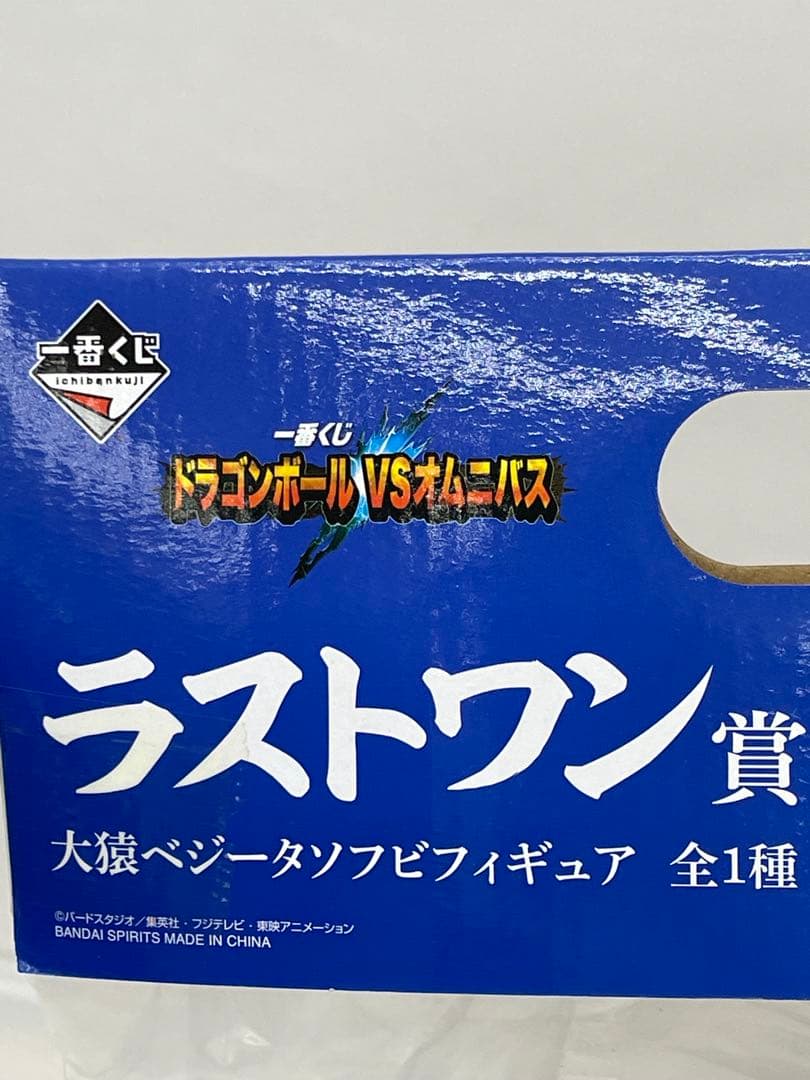 一番くじ
ichibankuji
一番くじ
ドラゴンボール VSオムニバス
ラストワン賞
大猿ベジータソフビフィギュア 全1種
©バードスタジオ／集英社・フジテレビ・東映アニメーション
BANDAI SPIRITS MADE IN CHINA